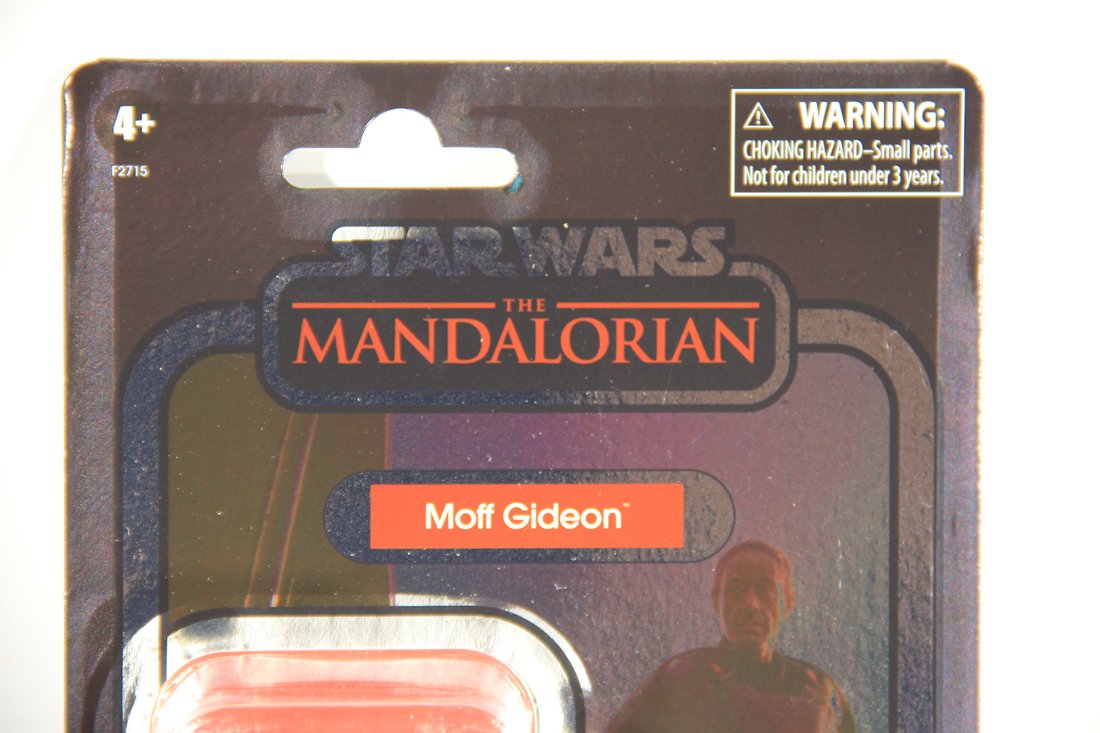 4+
F2715
WARNING:
CHOKING HAZARD–Small parts.
Not for children under 3 years.
STAR WARS
THE
MANDALORIAN
Moff Gideon™